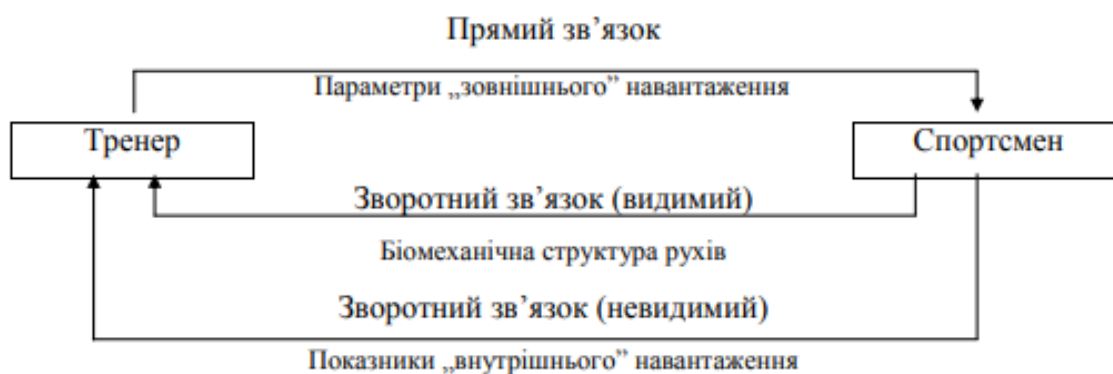 Прямий зв’язок
Параметри „зовнішнього” навантаження
Тренер
Спортсмен
Зворотний зв’язок (видимий)
Біомеханічна структура рухів
Зворотний зв’язок (невидимий)
Показники „внутрішнього” навантаження